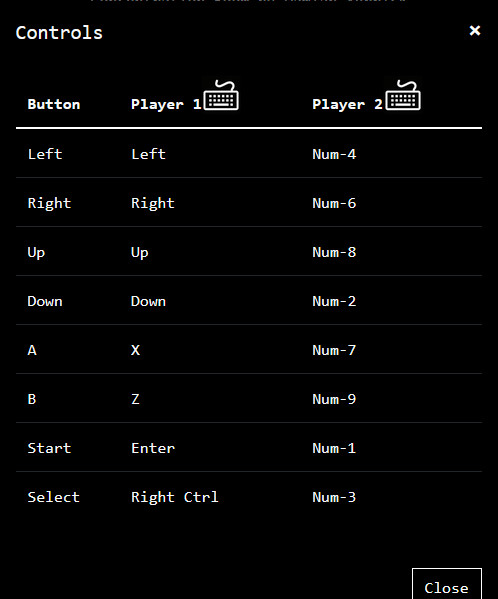 Controls ×
Button Player 1 Player 2
Left Left Num-4
Right Right Num-6
Up Up Num-8
Down Down Num-2
A X Num-7
B Z Num-9
Start Enter Num-1
Select Right Ctrl Num-3
Close